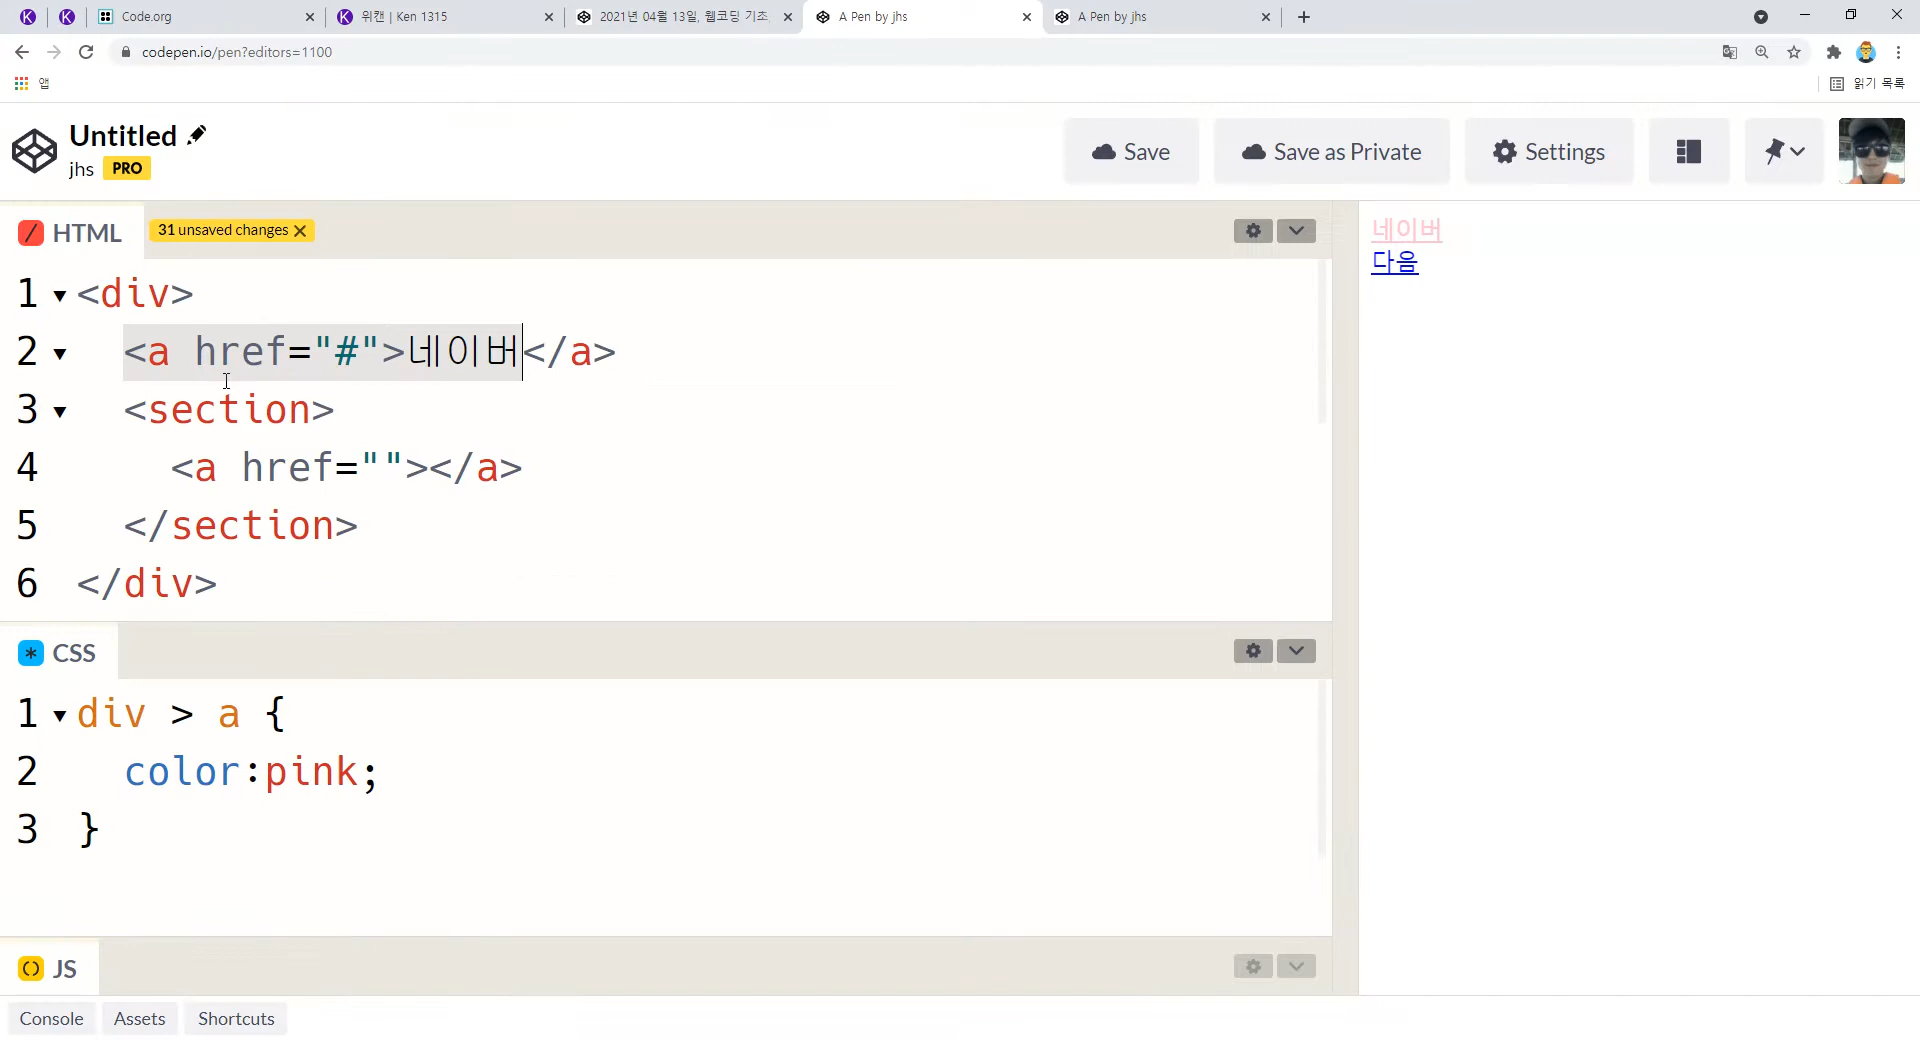 Code.org
위캔 | Ken 1315
2021년 04월 13일, 웹코딩 기초
A Pen by jhs
A Pen by jhs
codepen.io/pen?editors=1100
앱
읽기 목록
Untitled
jhs PRO
Save
Save as Private
Settings
HTML
31 unsaved changes
1 <div>
2 <a href="#">네이버</a>
3 <section>
4 <a href=""></a>
5 </section>
6 </div>
CSS
1 div > a {
2 color:pink;
3 }
JS
Console
Assets
Shortcuts
네이버
다음